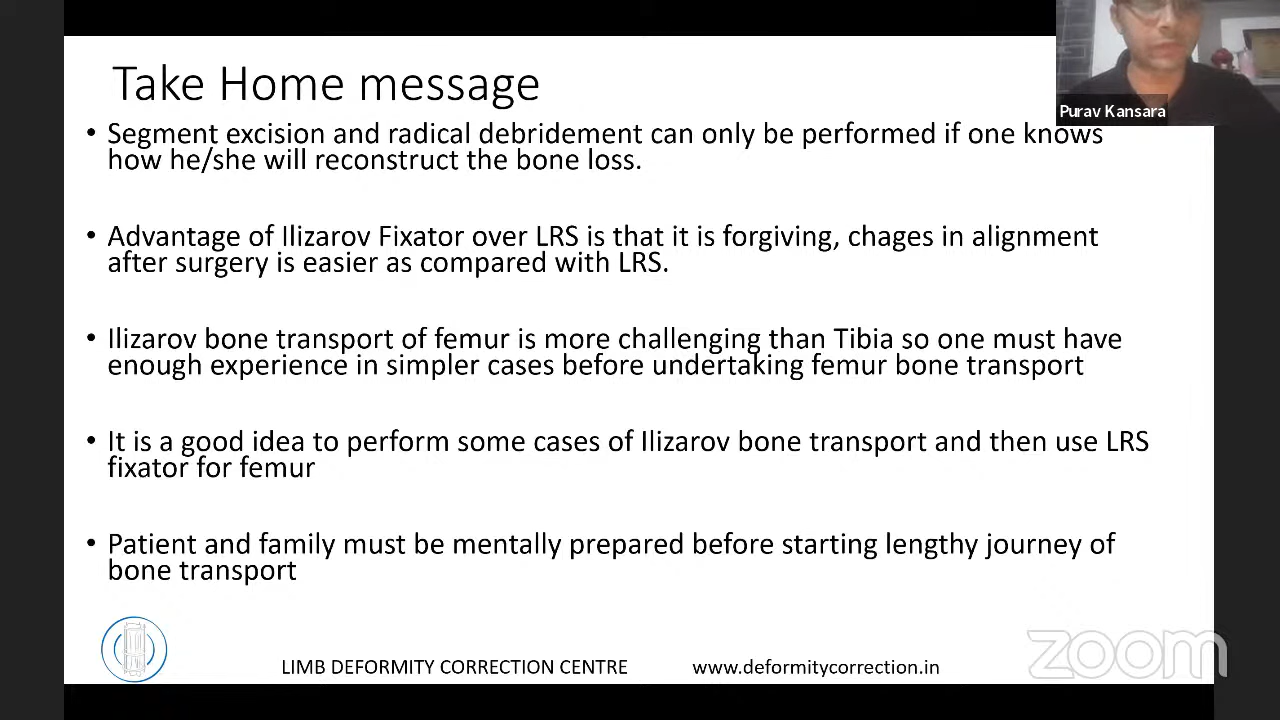 Take Home message
Purav Kansara
• Segment excision and radical debridement can only be performed if one knows
how he/she will reconstruct the bone loss.
• Advantage of Ilizarov Fixator over LRS is that it is forgiving, chages in alignment
after surgery is easier as compared with LRS.
• Ilizarov bone transport of femur is more challenging than Tibia so one must have
enough experience in simpler cases before undertaking femur bone transport
• It is a good idea to perform some cases of Ilizarov bone transport and then use LRS
fixator for femur
• Patient and family must be mentally prepared before starting lengthy journey of
bone transport
LIMB DEFORMITY CORRECTION CENTRE www.deformitycorrection.in
zoom